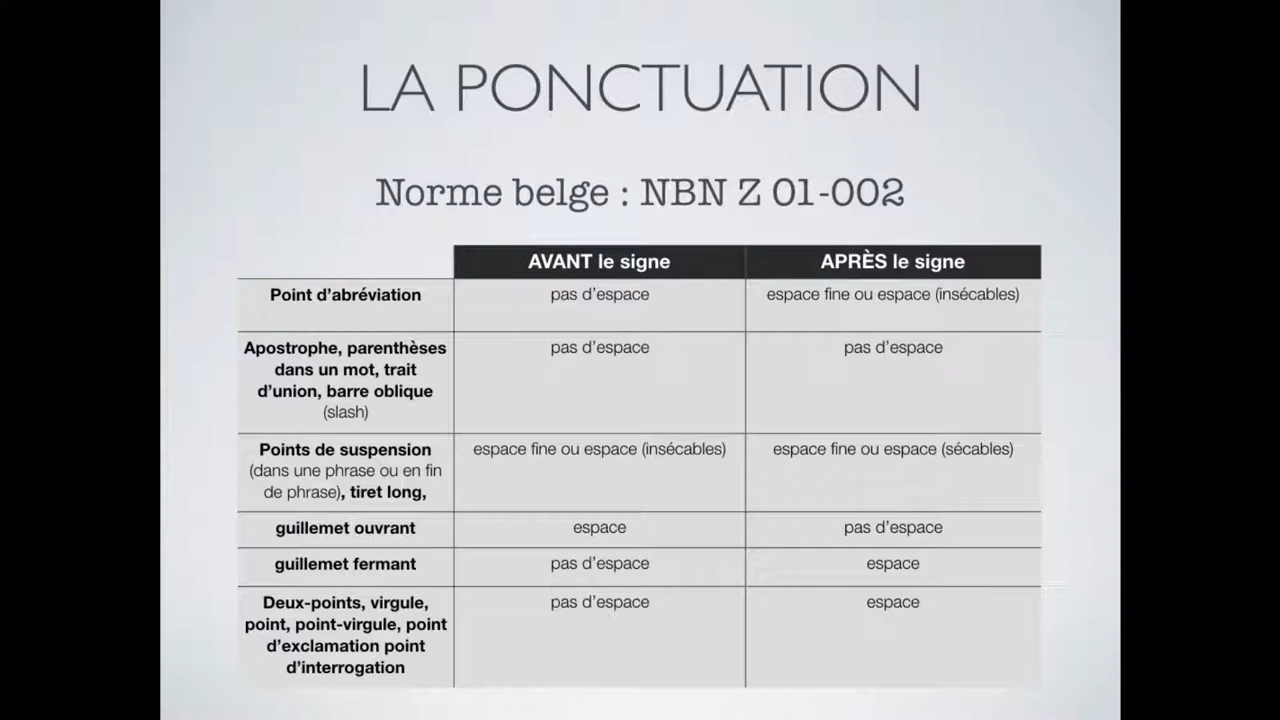 LA PONCTUATION
Norme belge : NBN Z 01-002
AVANT le signe APRÈS le signe
Point d’abréviation pas d’espace espace fine ou espace (insécables)
Apostrophe, parenthèses pas d’espace pas d’espace
dans un mot, trait
d’union, barre oblique
(slash)
Points de suspension espace fine ou espace (insécables) espace fine ou espace (sécables)
(dans une phrase ou en fin
de phrase), tiret long,
guillemet ouvrant espace pas d’espace
guillemet fermant pas d’espace espace
Deux-points, virgule, pas d’espace espace
point, point-virgule, point
d’exclamation point
d’interrogation